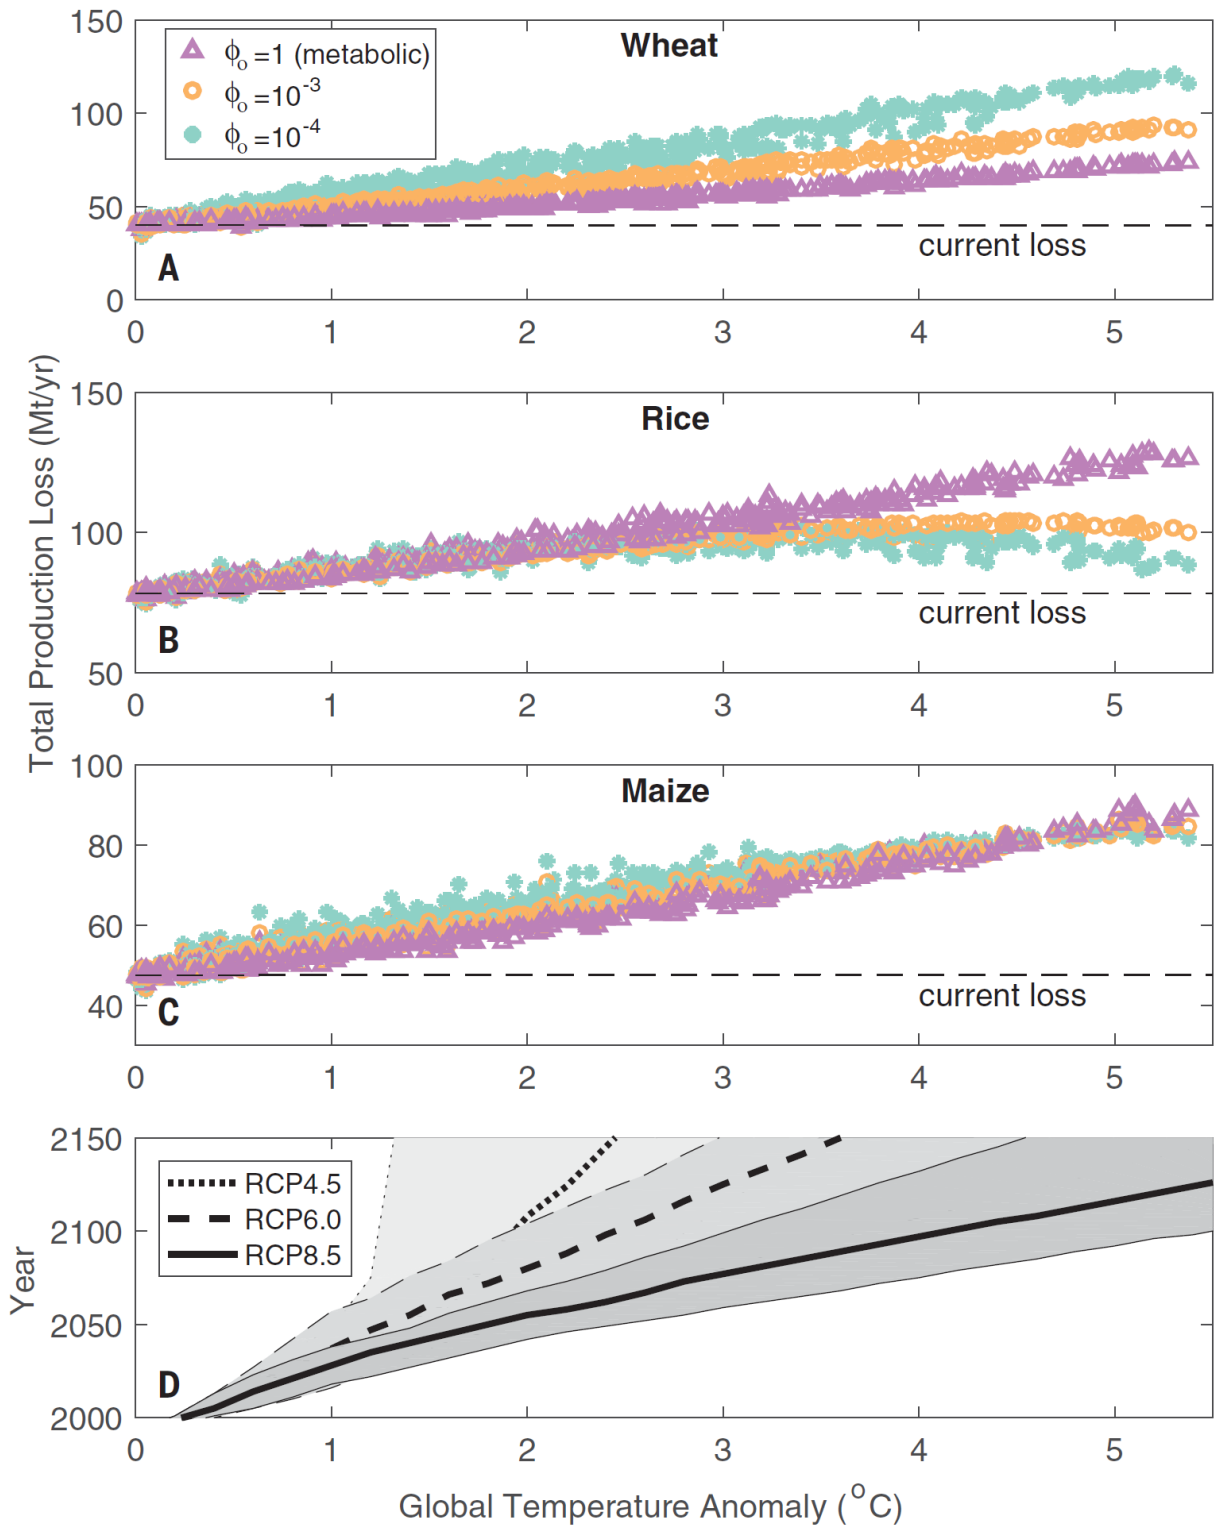 150
Wheat
ϕo =1 (metabolic)
ϕo =10-3
ϕo =10-4
100
50
current loss
A
0
0 1 2 3 4 5
Total Production Loss (Mt/yr)
150
Rice
100
current loss
B
50
0 1 2 3 4 5
100
Maize
80
60
current loss
40
C
0 1 2 3 4 5
2150
RCP4.5
RCP6.0
RCP8.5
2100
Year
2050
D
2000
0 1 2 3 4 5
Global Temperature Anomaly (oC)